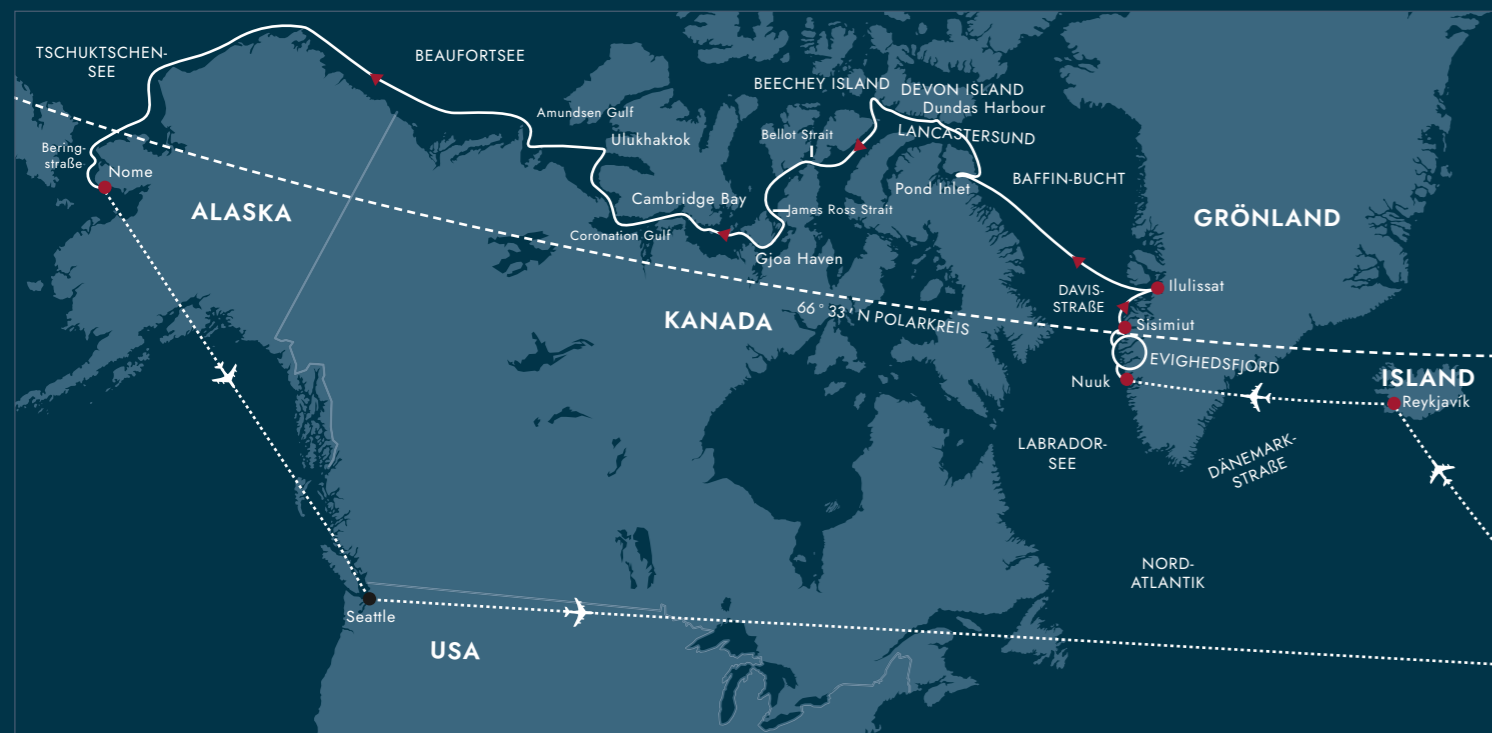 TSCHUKTSCHEN-
SEE
BEAUFORTSEE
BEECHEY ISLAND
DEVON ISLAND
Dundas Harbour
Amundsen Gulf
Bellot Strait
LANCASTERSUND
Ulukhaktok
Bering-
straße
Nome
BAFFIN-BUCHT
Pond Inlet
Cambridge Bay
James Ross Strait
ALASKA
GRÖNLAND
Coronation Gulf
Gjoa Haven
DAVIS-
STRAßE
Ilulissat
KANADA
66° 33' N POLARKREIS
Sisimiut
EVIGHEDSFJORD
Nuuk
ISLAND
Reykjavík
LABRADOR-
SEE
DÄNEMARK-
STRAßE
NORD-
ATLANTIK
Seattle
USA